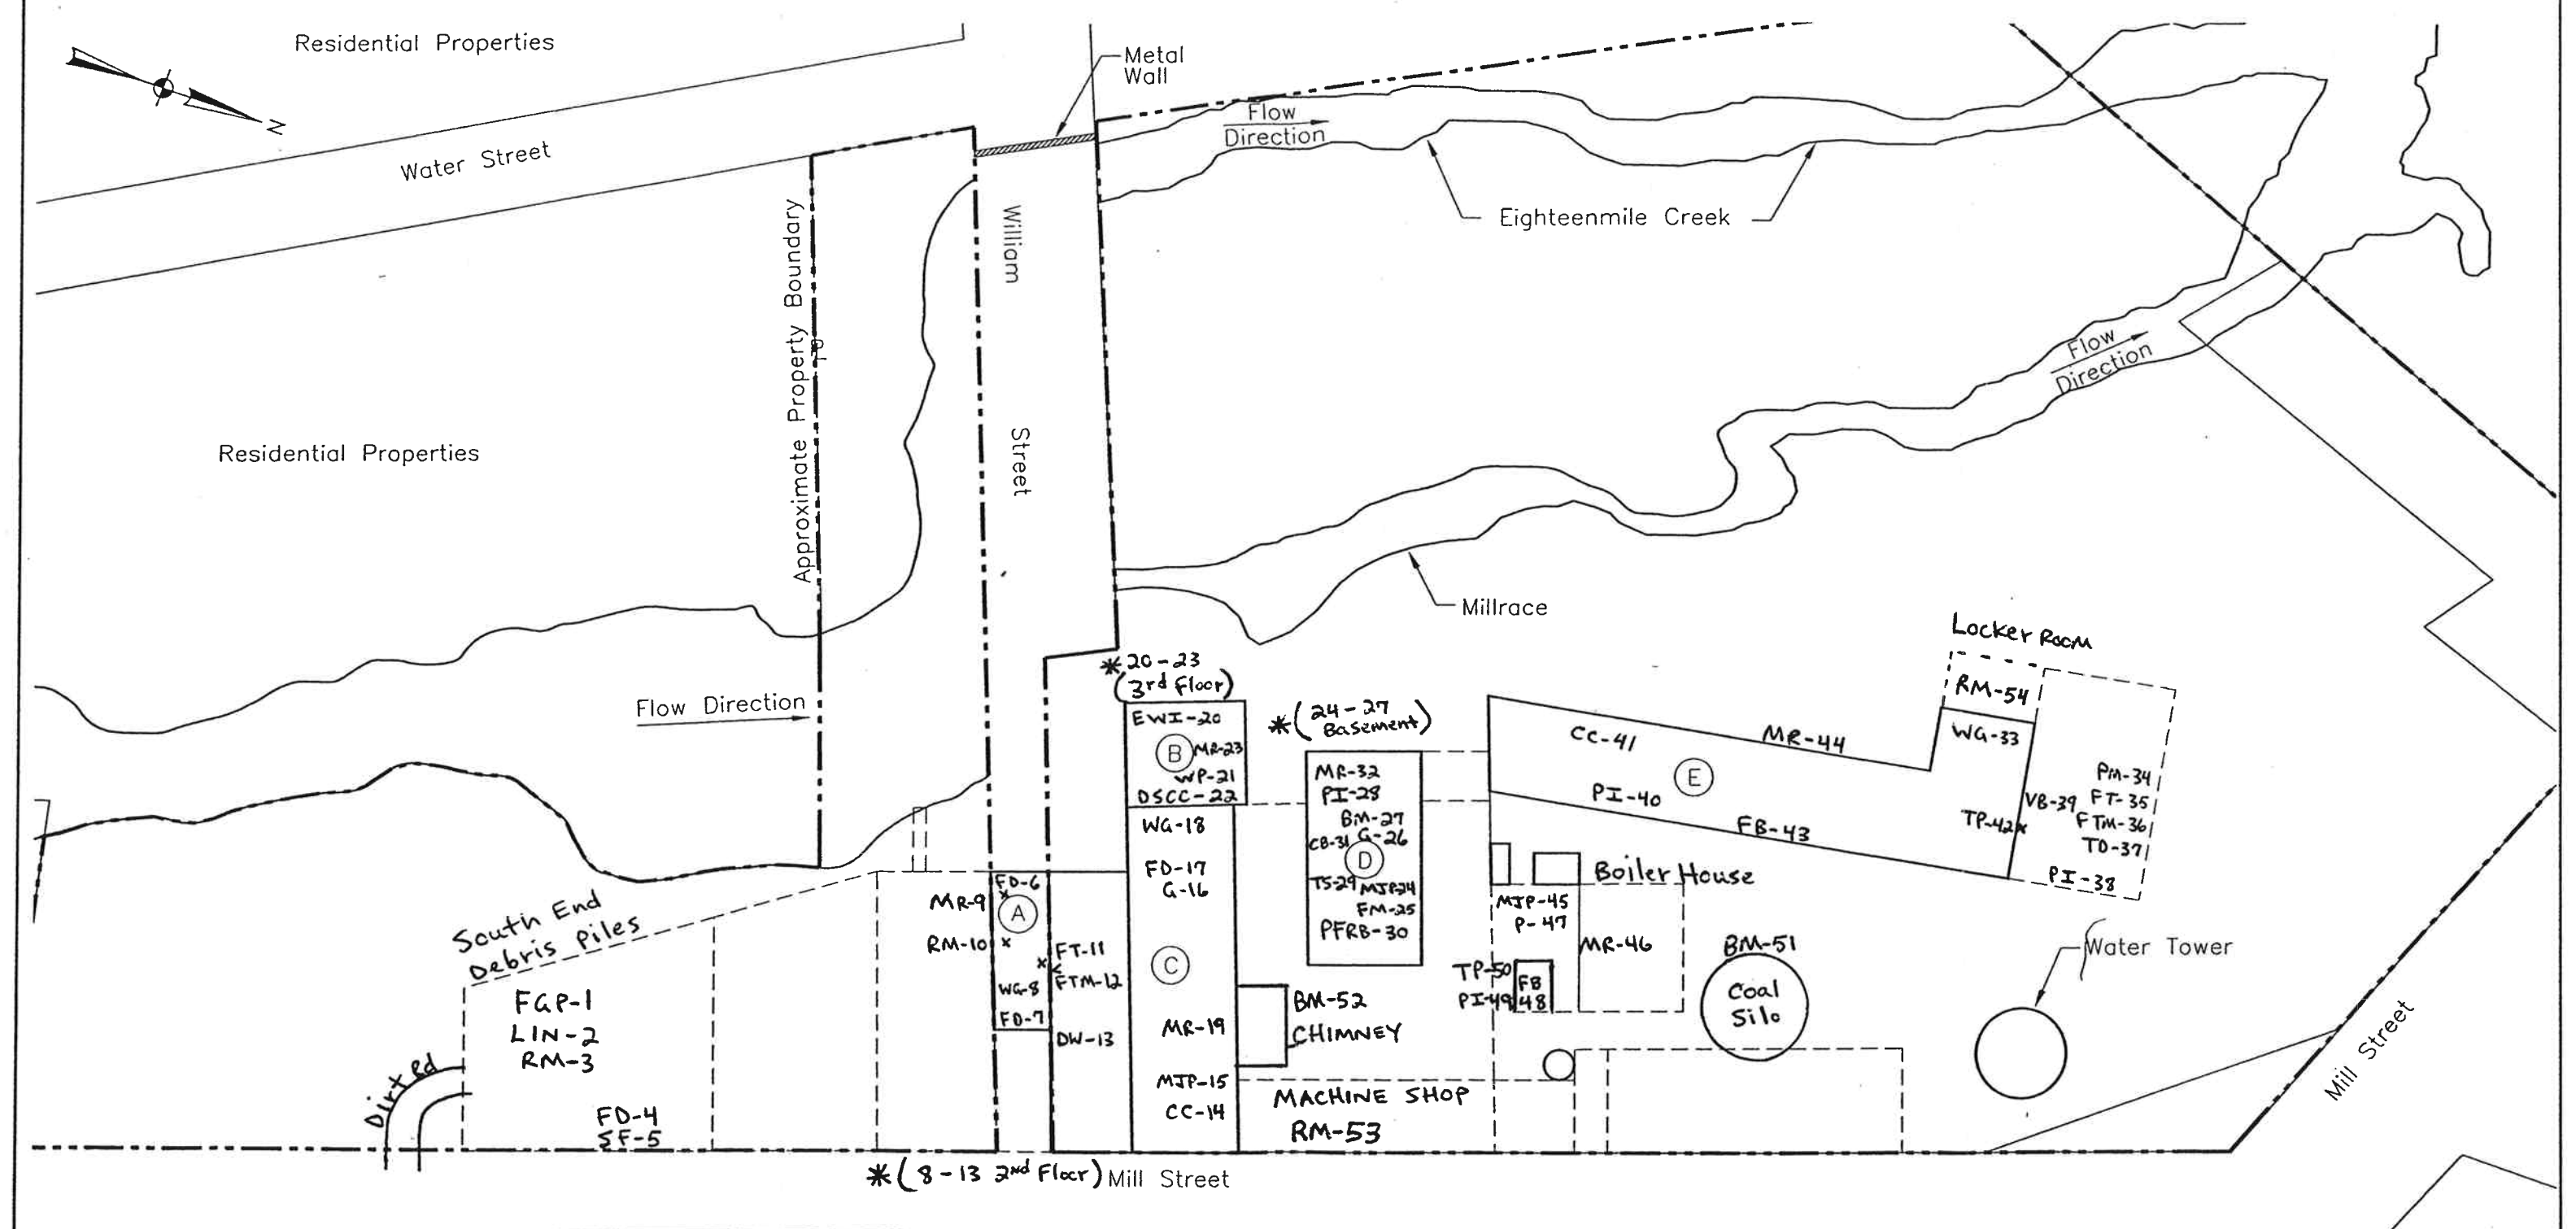 Residential Properties
N
Water Street
Metal
Wall
Flow
Direction
Eighteenmile Creek
William
Street
Approximate Property Boundary
Residential Properties
Flow
Direction
Millrace
Flow Direction
*20-23
(3rd Floor)
EWI-20
B
MR-23
WP-21
DSCC-22
*(24-27
Basement)
MR-32
PI-28
BM-27
CB-31 G-26
D
TS-29 MJP-24
FM-25
PFRB-30
Locker Room
RM-54
WG-33
CC-41
MR-44
E
PI-40
FB-43
TP-42x
PM-34
VB-39 FT-35
FTM-36
TD-37
PI-38
WG-18
FD-17
G-16
C
MR-19
MJP-15
CC-14
FD-6
x
A
MR-9
RM-10 x
x
FT-11
FTM-12
WG-8
FD-7
DW-13
South End
Debris Piles
FGP-1
LIN-2
RM-3
FD-4
SF-5
Dirt Rd
Boiler House
MJP-45
P-47
MR-46
TP-50
PI-49
FB
48
BM-51
Coal
Silo
Water Tower
BM-52
CHIMNEY
MACHINE SHOP
RM-53
Mill Street
*(8-13 2nd Floor)
Mill Street